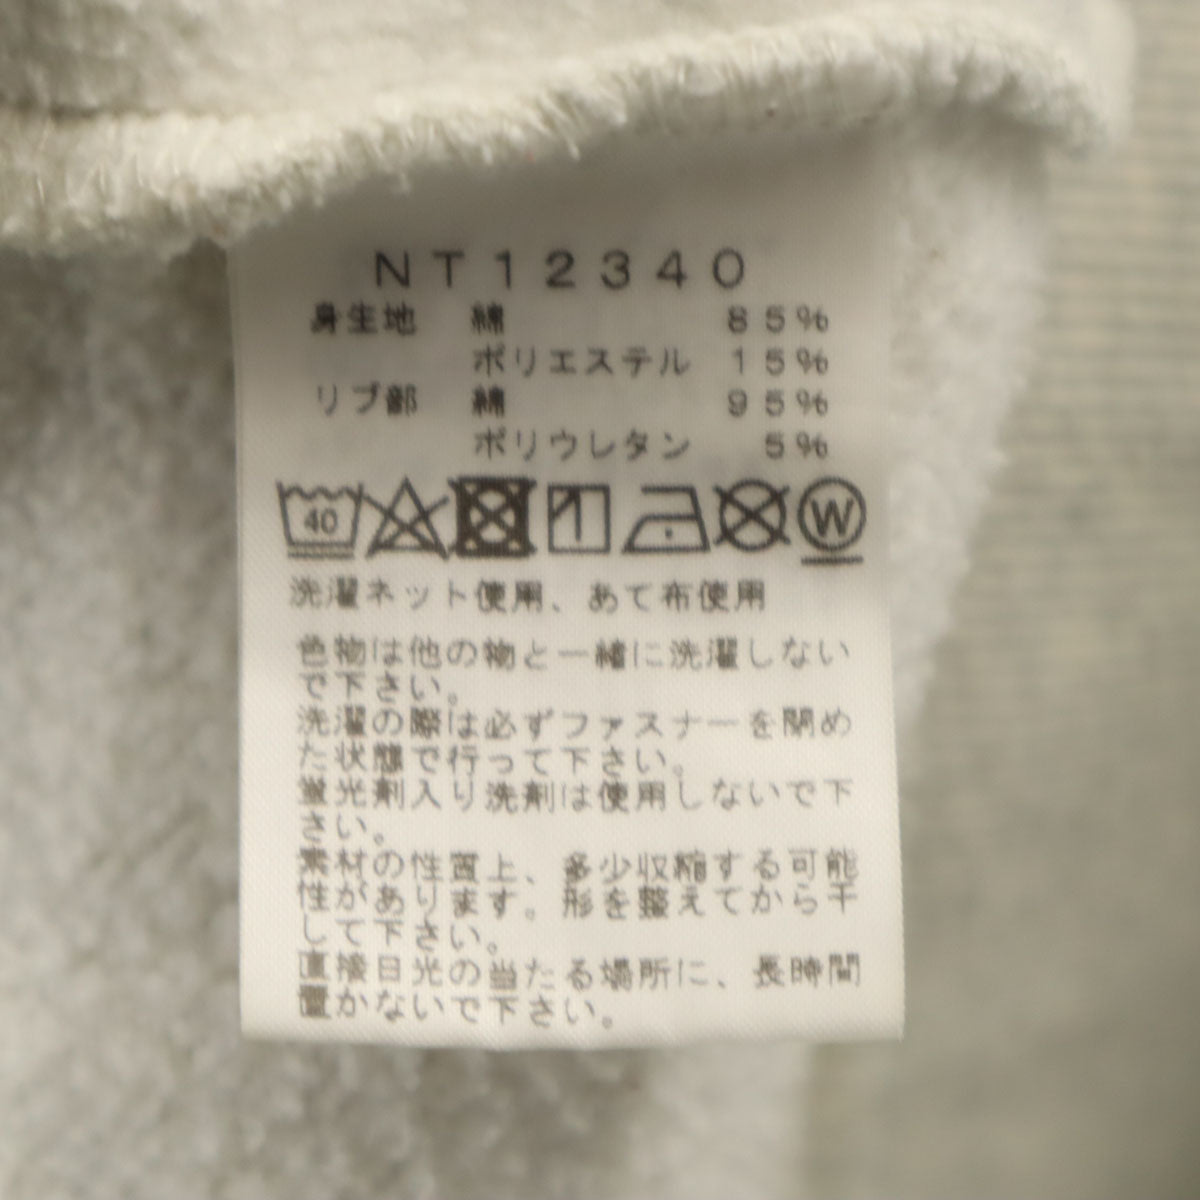 NT12340
身生地 綿 85%
ポリエステル 15%
リブ部 綿 95%
ポリウレタン 5%
40 W
洗濯ネット使用、あて布使用
色物は他の物と一緒に洗濯しない
で下さい。
洗濯の際は必ずファスナーを閉め
た状態で行って下さい。
蛍光剤入り洗剤は使用しないで下
さい。
素材の性質上、多少収縮する可能
性があります。形を整えてから干
して下さい。
直接日光の当たる場所に、長時間
置かないで下さい。